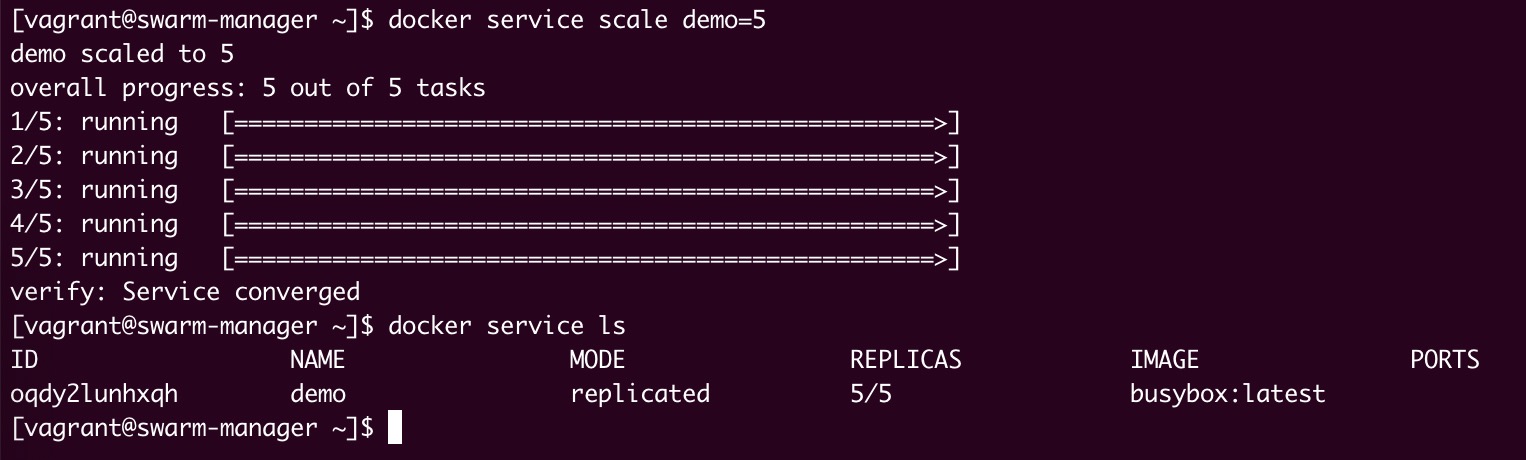 [vagrant@swarm-manager ~]$ docker service scale demo=5
demo scaled to 5
overall progress: 5 out of 5 tasks
1/5: running   [==================================================>]
2/5: running   [==================================================>]
3/5: running   [==================================================>]
4/5: running   [==================================================>]
5/5: running   [==================================================>]
verify: Service converged
[vagrant@swarm-manager ~]$ docker service ls
ID                  NAME                MODE                REPLICAS            IMAGE               PORTS
oqdy2lunhxqh        demo                replicated          5/5                 busybox:latest
[vagrant@swarm-manager ~]$